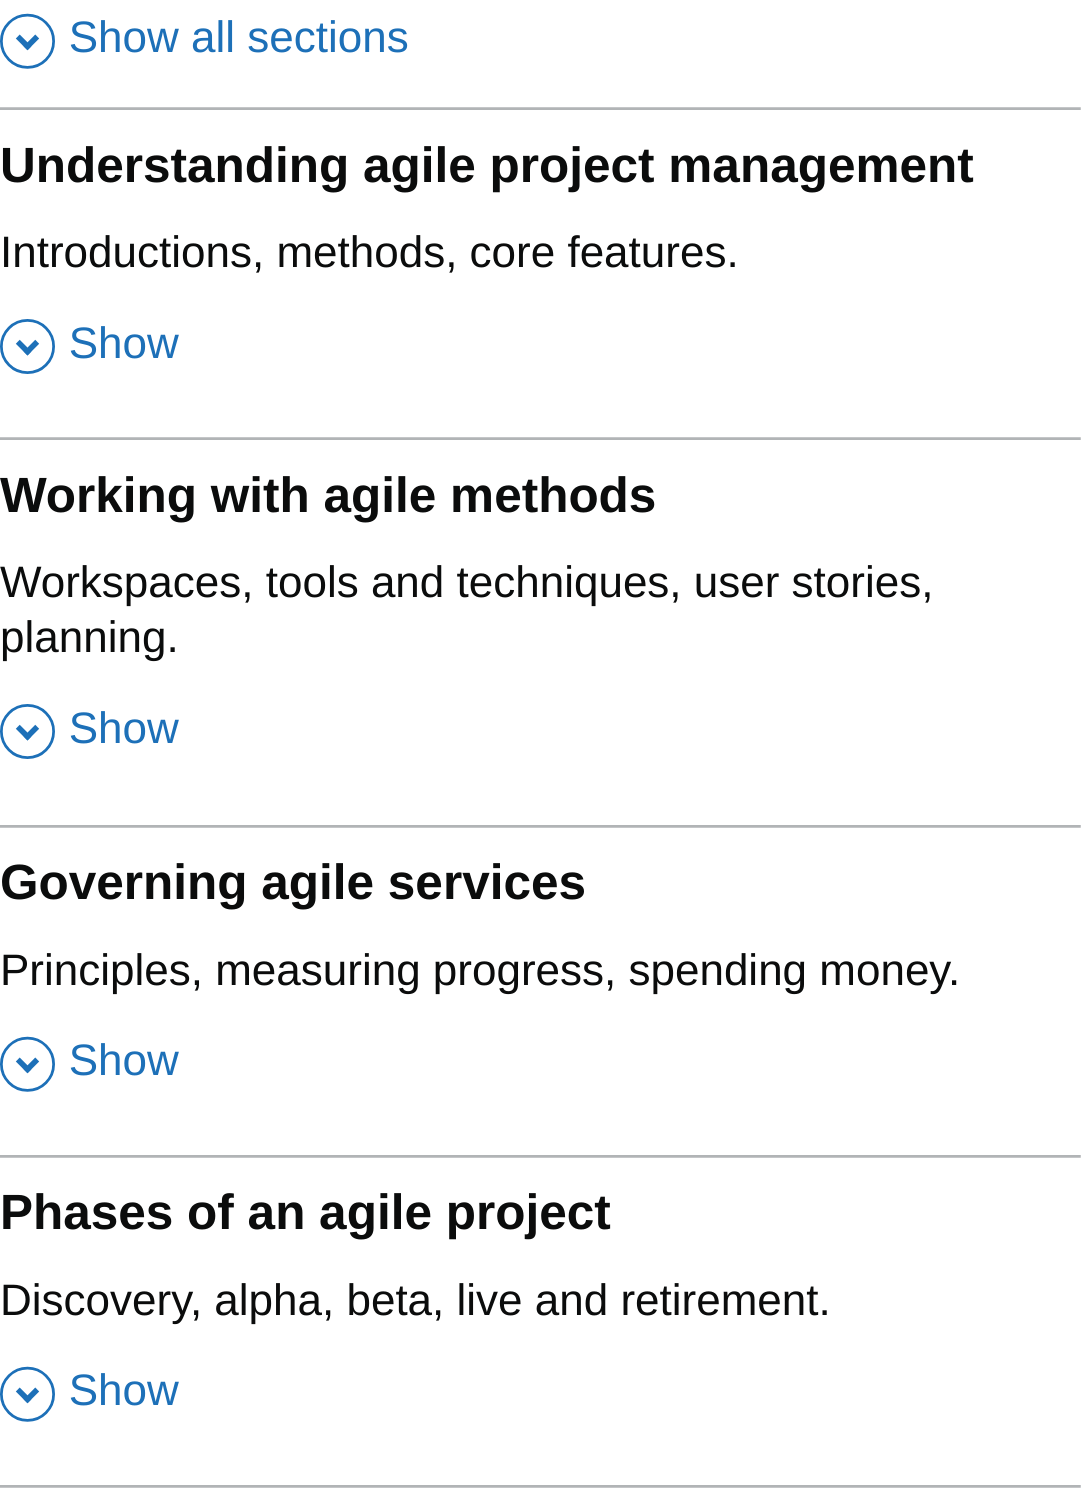 Show all sections
Understanding agile project management
Introductions, methods, core features.
Show
Working with agile methods
Workspaces, tools and techniques, user stories,
planning.
Show
Governing agile services
Principles, measuring progress, spending money.
Show
Phases of an agile project
Discovery, alpha, beta, live and retirement.
Show